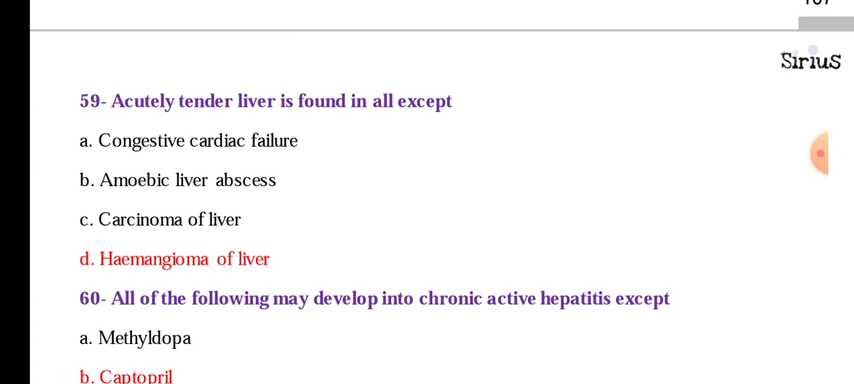 Sirius
59- Acutely tender liver is found in all except
a. Congestive cardiac failure
b. Amoebic liver abscess
c. Carcinoma of liver
d. Haemangioma of liver
60- All of the following may develop into chronic active hepatitis except
a. Methyldopa
b. Captopril